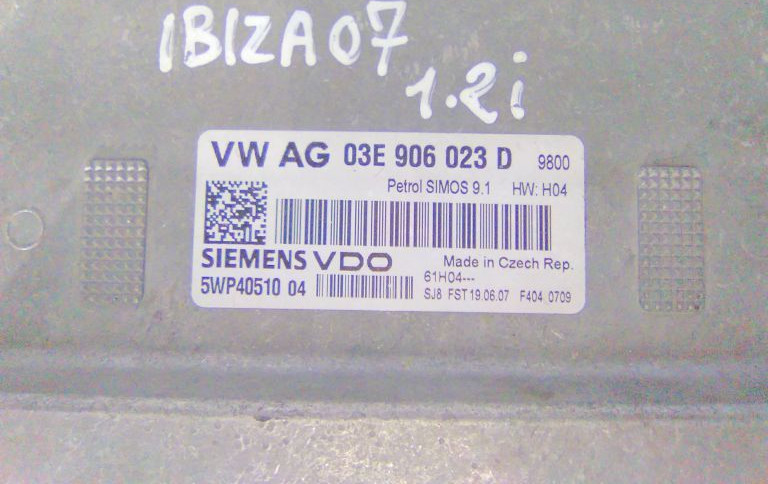 IBIZA 07
1.2i
VW AG 03E 906 023 D 9800
Petrol SIMOS 9.1 HW: H04
SIEMENS VDO Made in Czech Rep.
5WP40510 04 61H04---
SJ8 FST 19.06.07 F404 0709